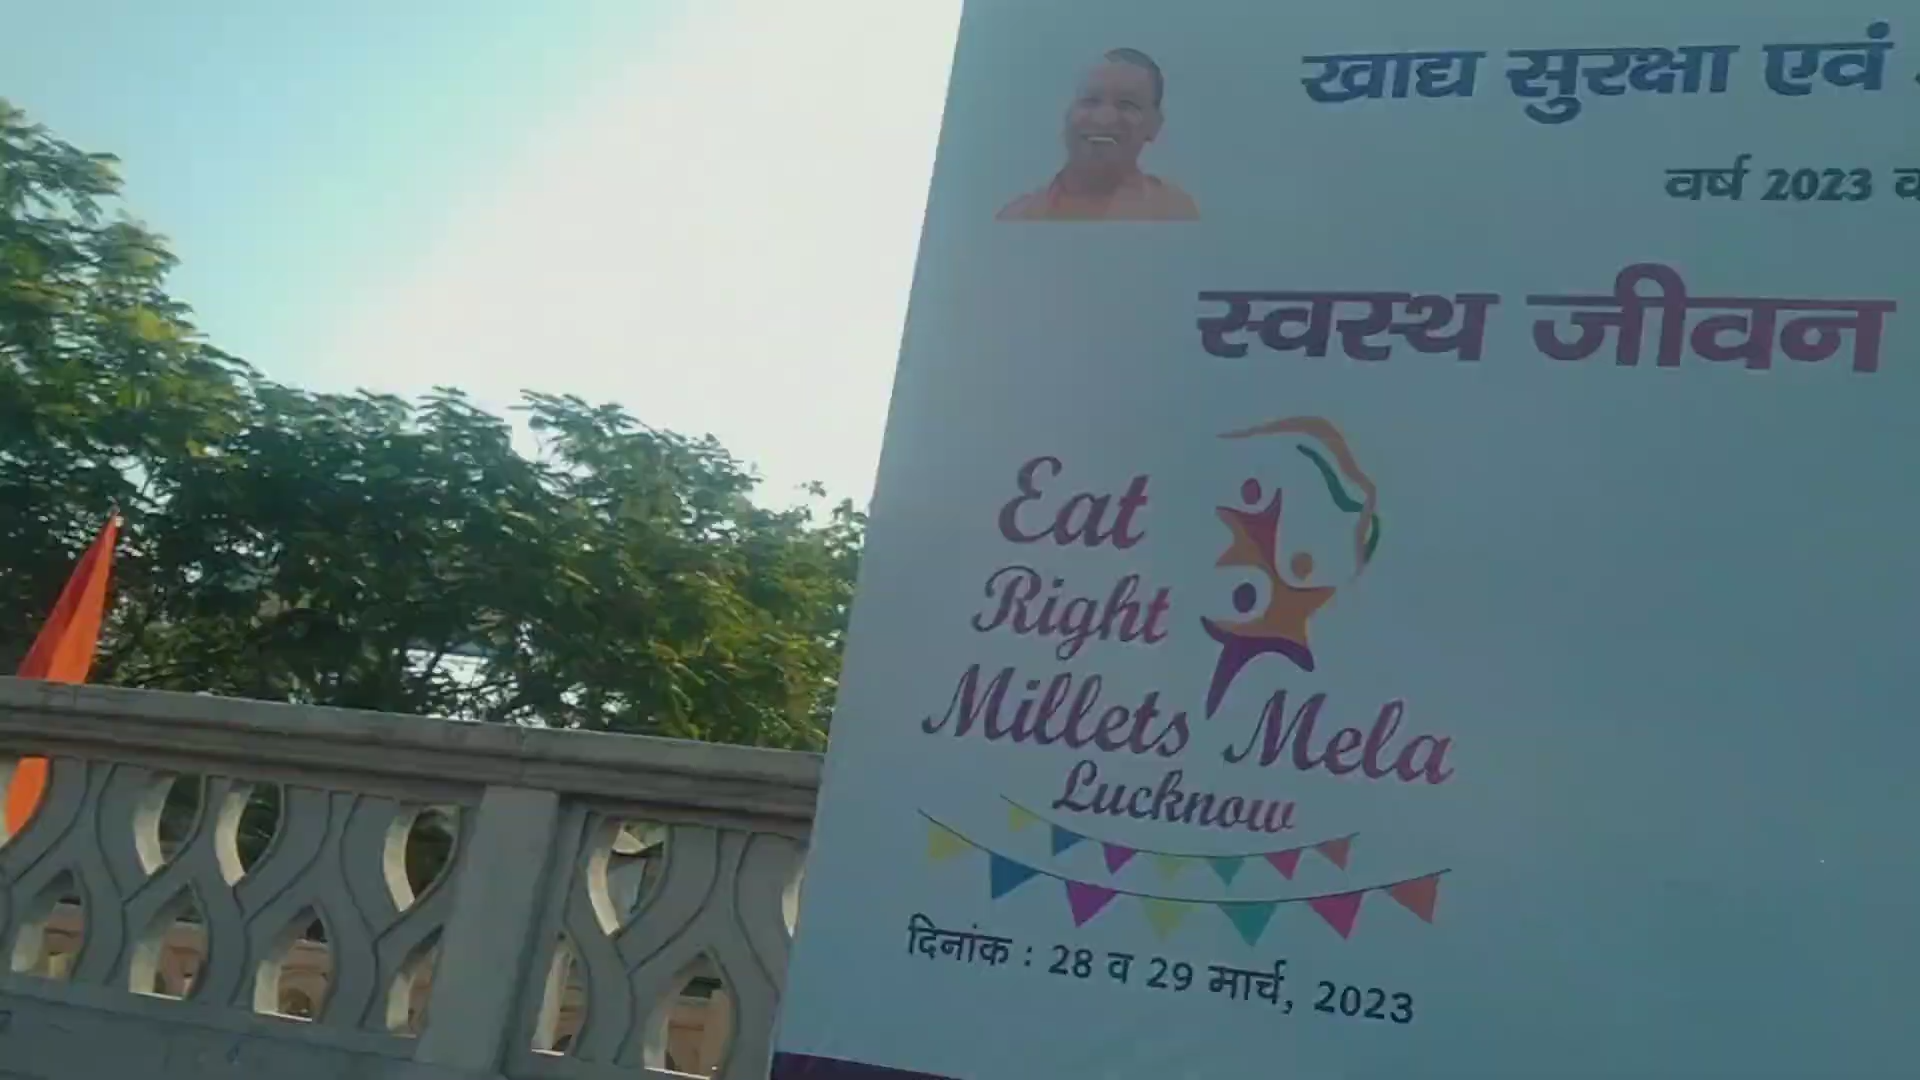 खाद्य सुरक्षा एवं
वर्ष 2023
स्वस्थ जीवन
Eat
Right
Millets Mela
Lucknow
दिनांक : 28 व 29 मार्च, 2023